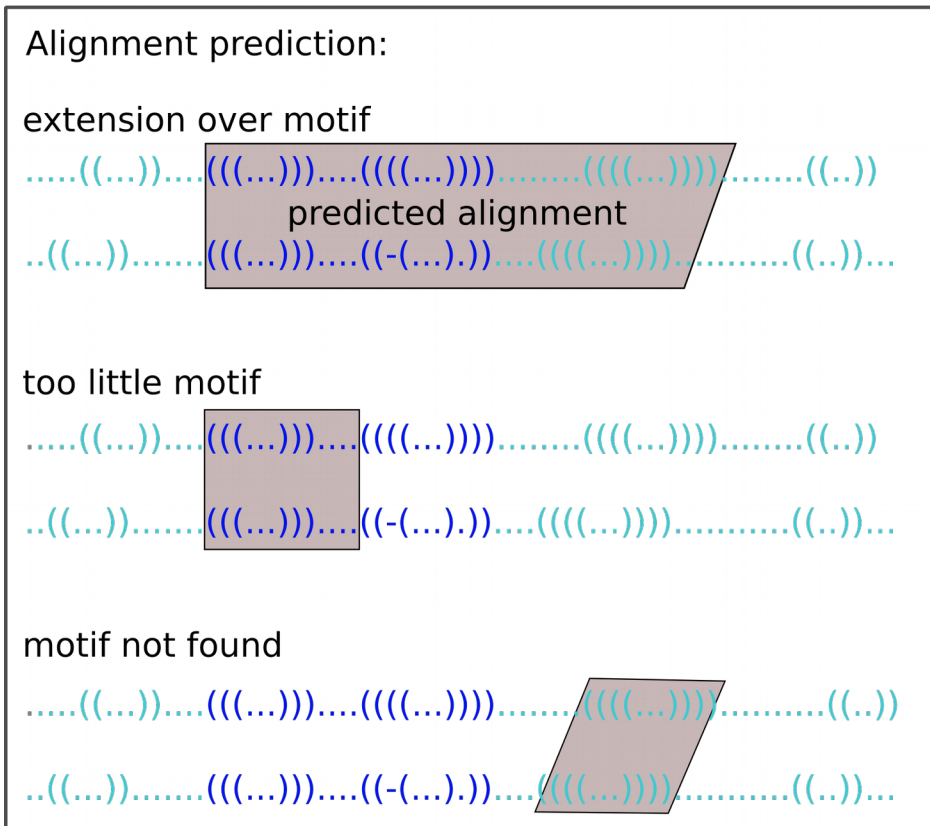 Alignment prediction:
extension over motif
.....((...))....(((...)))....((((...))))........((((...))))........((..))
predicted alignment
..((...)).......(((...)))....((-(...).))....((((...)))).. .........((..))...
too little motif
.....((...))....(((...)))....((((...))))........((((...))))........((..))
..((...)).......(((...)))....((-(...).))....((((...))))...........((..))...
motif not found
.....((...))....(((...)))....((((...))))........((((...))))..........((..))
..((...)).......(((...)))....((-(...).))....((((...))))...........((..))...